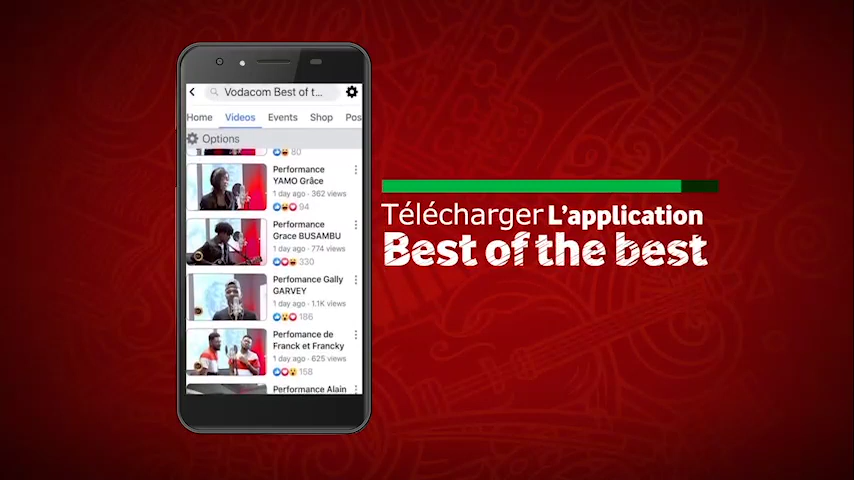 Vodacom Best of t...
Home Videos Events Shop Pos
Options
80
Performance
YAMO Grâce
1 day ago · 362 views
94
Performance
Grace BUSAMBU
1 day ago · 774 views
330
Perfomance Gally
GARVEY
1 day ago · 1.1K views
186
Perfomance de
Franck et Francky
1 day ago · 625 views
158
Performance Alain
Télécharger L'application
Best of the best